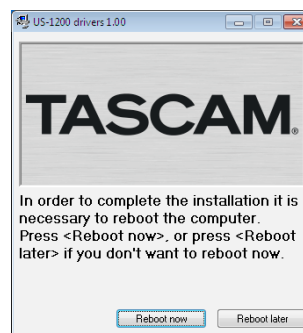 US-1200 drivers 1.00
TASCAM.
In order to complete the installation it is
necessary to reboot the computer.
Press <Reboot now>, or press <Reboot
later> if you don't want to reboot now.
Reboot now Reboot later